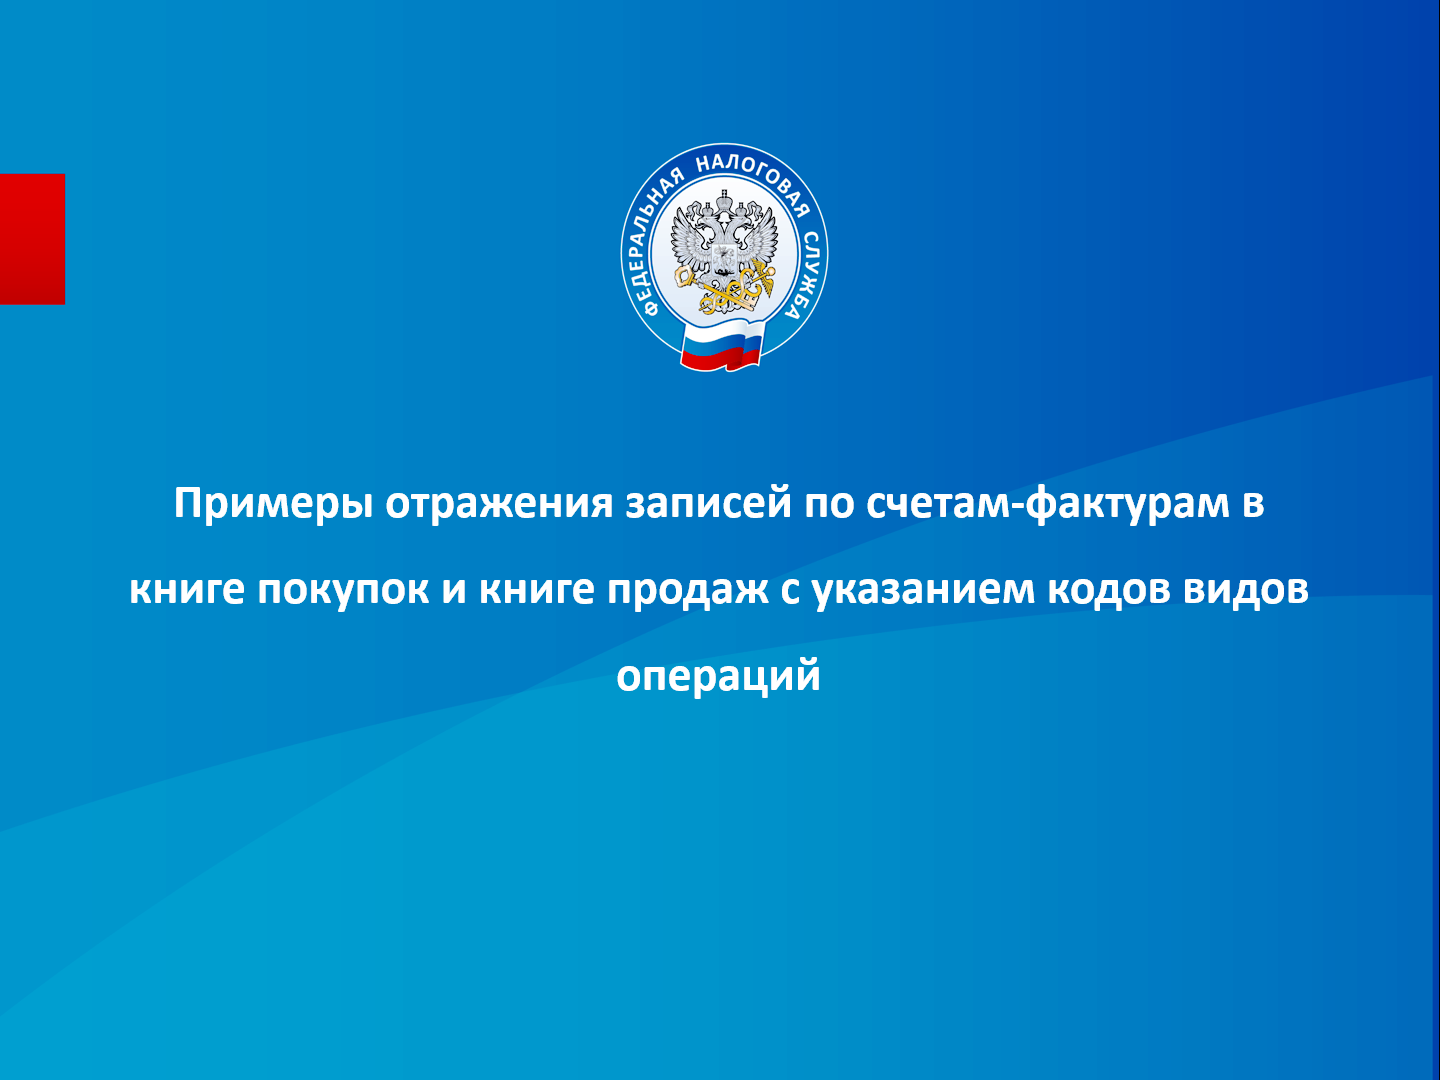 ФЕДЕРАЛЬНАЯ НАЛОГОВАЯ СЛУЖБА
Примеры отражения записей по счетам-фактурам в
книге покупок и книге продаж с указанием кодов видов
операций